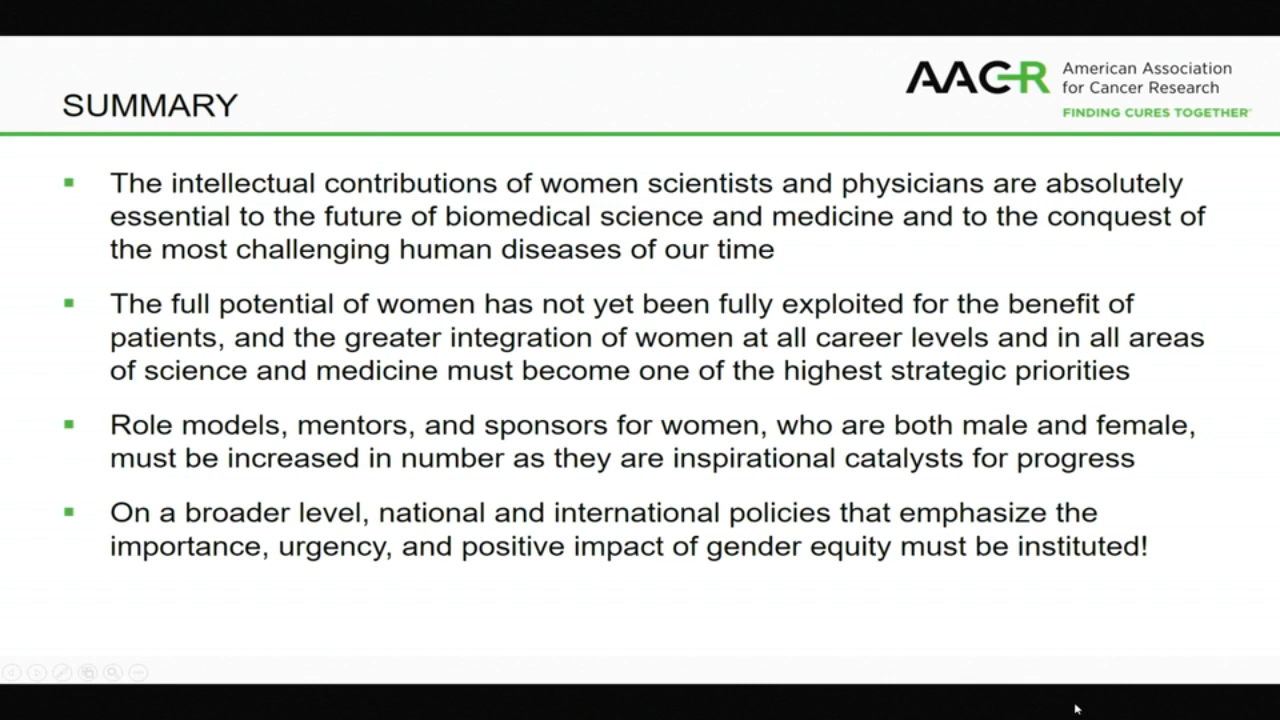 SUMMARY
AACR
American Association
for Cancer Research
FINDING CURES TOGETHER®
The intellectual contributions of women scientists and physicians are absolutely
essential to the future of biomedical science and medicine and to the conquest of
the most challenging human diseases of our time
The full potential of women has not yet been fully exploited for the benefit of
patients, and the greater integration of women at all career levels and in all areas
of science and medicine must become one of the highest strategic priorities
Role models, mentors, and sponsors for women, who are both male and female,
must be increased in number as they are inspirational catalysts for progress
On a broader level, national and international policies that emphasize the
importance, urgency, and positive impact of gender equity must be instituted!